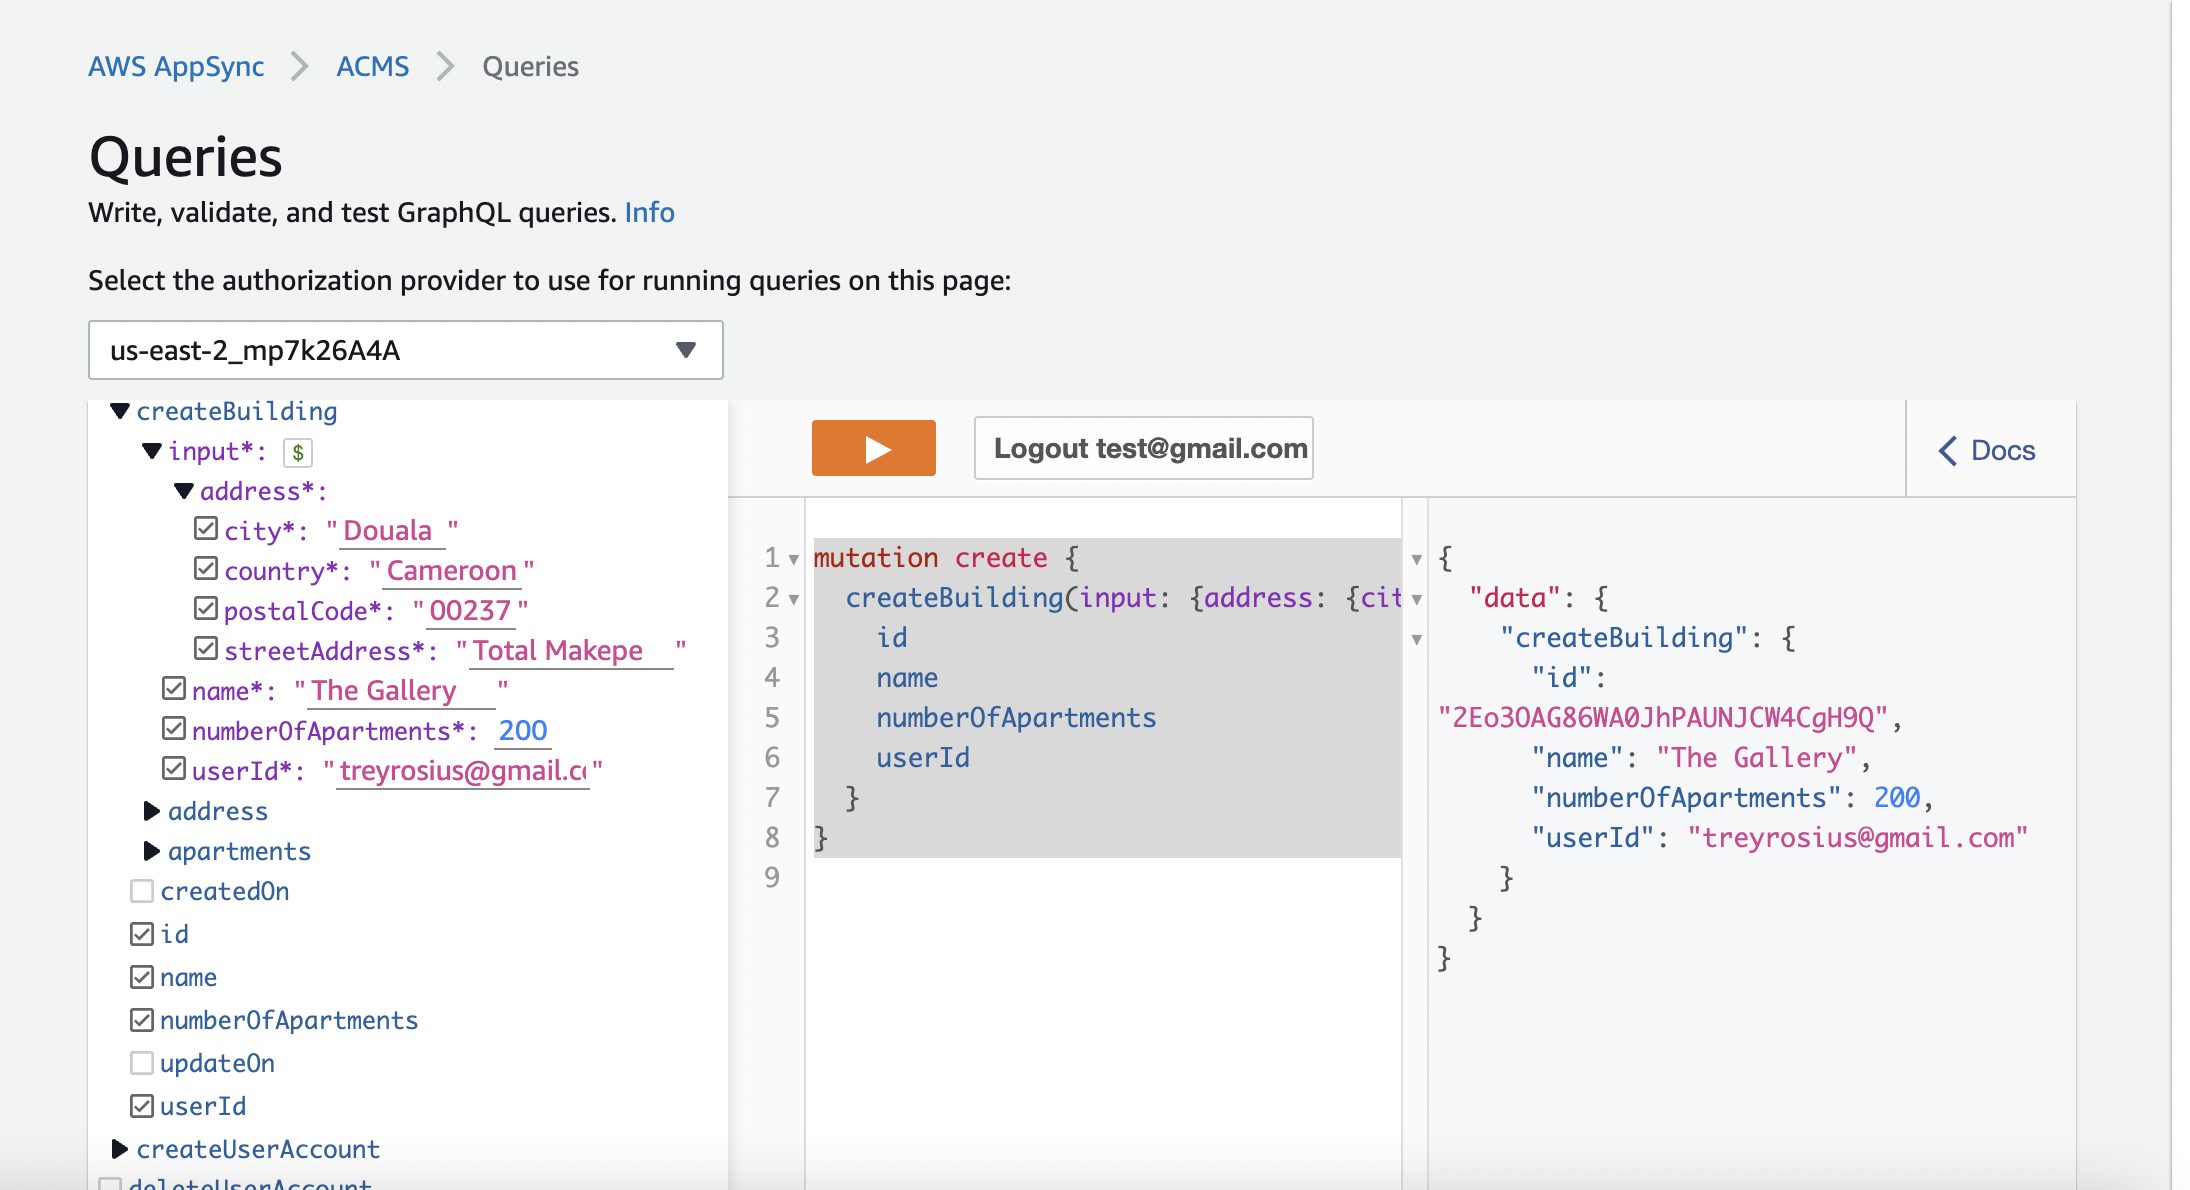 AWS AppSync > ACMS > Queries
Queries
Write, validate, and test GraphQL queries. Info
Select the authorization provider to use for running queries on this page:
us-east-2_mp7k26A4A
createBuilding
input*: $
address*:
city*: "Douala"
country*: "Cameroon"
postalCode*: "00237"
streetAddress*: "Total Makepe"
name*: "The Gallery"
numberOfApartments*: 200
userId*: "treyrosius@gmail.co"
address
apartments
createdOn
id
name
numberOfApartments
updateOn
userId
createUserAccount
deleteUserAccount
Logout test@gmail.com
Docs
1 mutation create {
2 createBuilding(input: {address: {cit
3 id
4 name
5 numberOfApartments
6 userId
7 }
8 }
9
{
"data": {
"createBuilding": {
"id":
"2Eo3OAG86WA0JhPAUNJCW4CgH9Q",
"name": "The Gallery",
"numberOfApartments": 200,
"userId": "treyrosius@gmail.com"
}
}
}